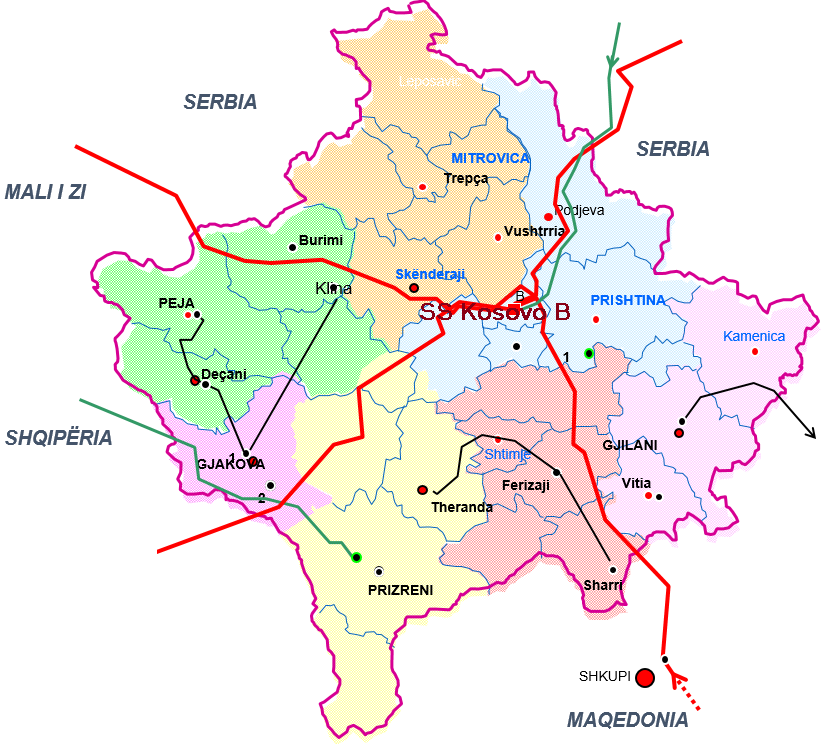 Leposaviq
SERBIA
SERBIA
MITROVICA
Trepça
MALI I ZI
Podjeva
Vushtrria
Burimi
Skënderaji
Klina
B
PRISHTINA
PEJA
SS Kosovo B
Kamenica
1
Deçani
SHQIPËRIA
GJILANI
Shtimje
1
GJAKOVA
Ferizaji
Vitia
2
Theranda
Sharri
PRIZRENI
SHKUPI
MAQEDONIA